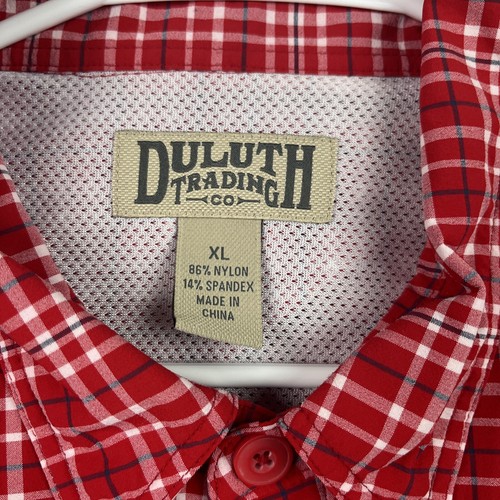 DULUTH
TRADING
CO
XL
86% NYLON
14% SPANDEX
MADE IN
CHINA